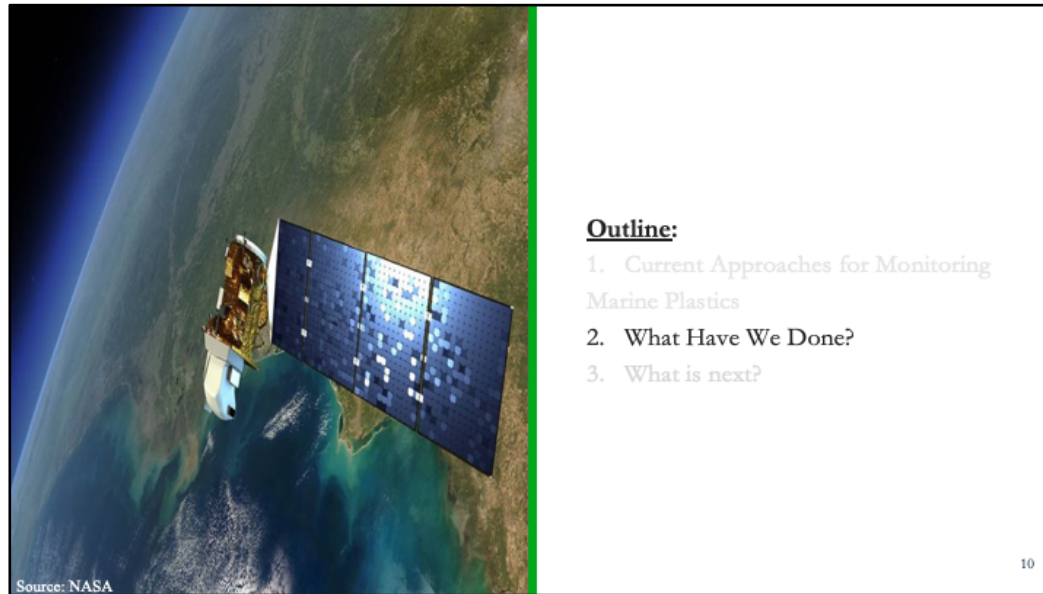 Outline:
1. Current Approaches for Monitoring
Marine Plastics
2. What Have We Done?
3. What is next?
10
Source: NASA